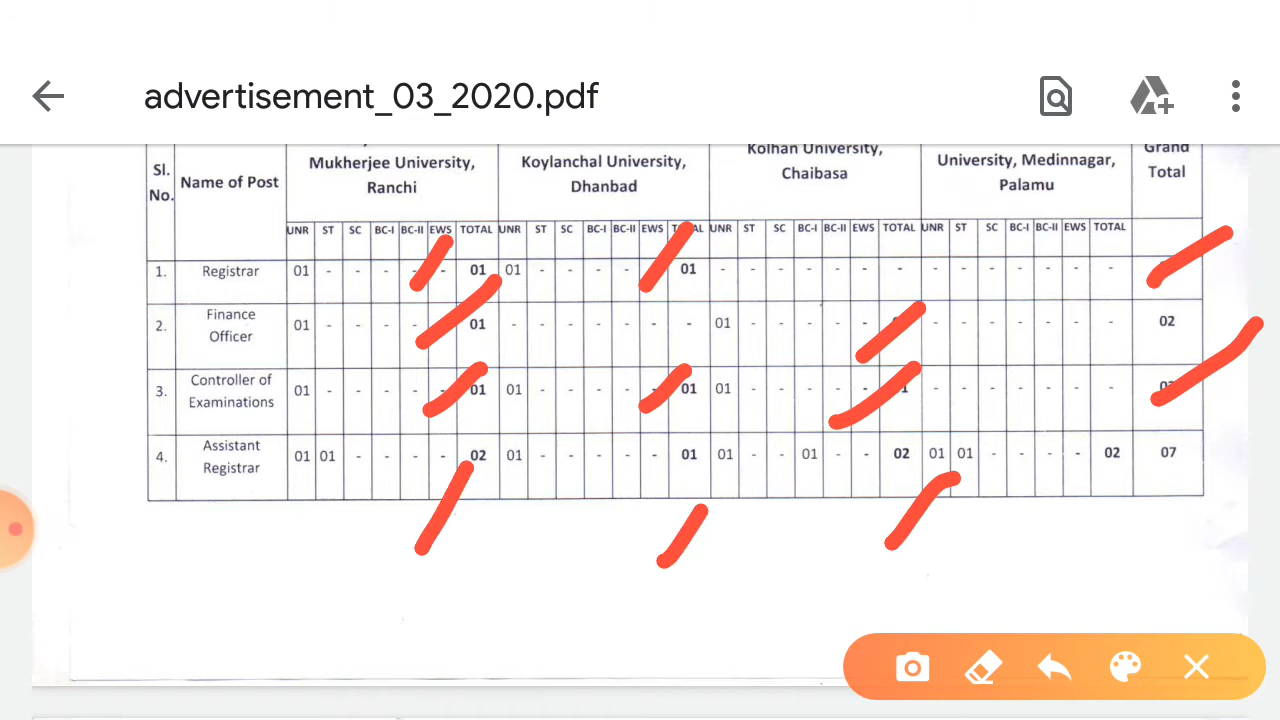 advertisement_03_2020.pdf
Sl. No. Name of Post Mukherjee University, Ranchi Koylanchal University, Dhanbad Kolhan University, Chaibasa University, Medinnagar, Palamu Grand Total
UNR ST SC BC-I BC-II EWS TOTAL UNR ST SC BC-I BC-II EWS UNR ST SC BC-I BC-II EWS TOTAL UNR ST SC BC-I BC-II EWS TOTAL
1. Registrar 01 - - - - - 01 01 - - - - 01 - - - - - - - - - - - - - -
2. Finance Officer 01 - - - - 01 - - - - - - - 01 - - - - - - - - - - - - 02
3. Controller of Examinations 01 - - - - - 01 01 - - - - - 01 01 - - - - - - - - - - - -
4. Assistant Registrar 01 01 - - - - 02 01 - - - - - 01 01 - - 01 - - 02 01 01 - - - - 02 07